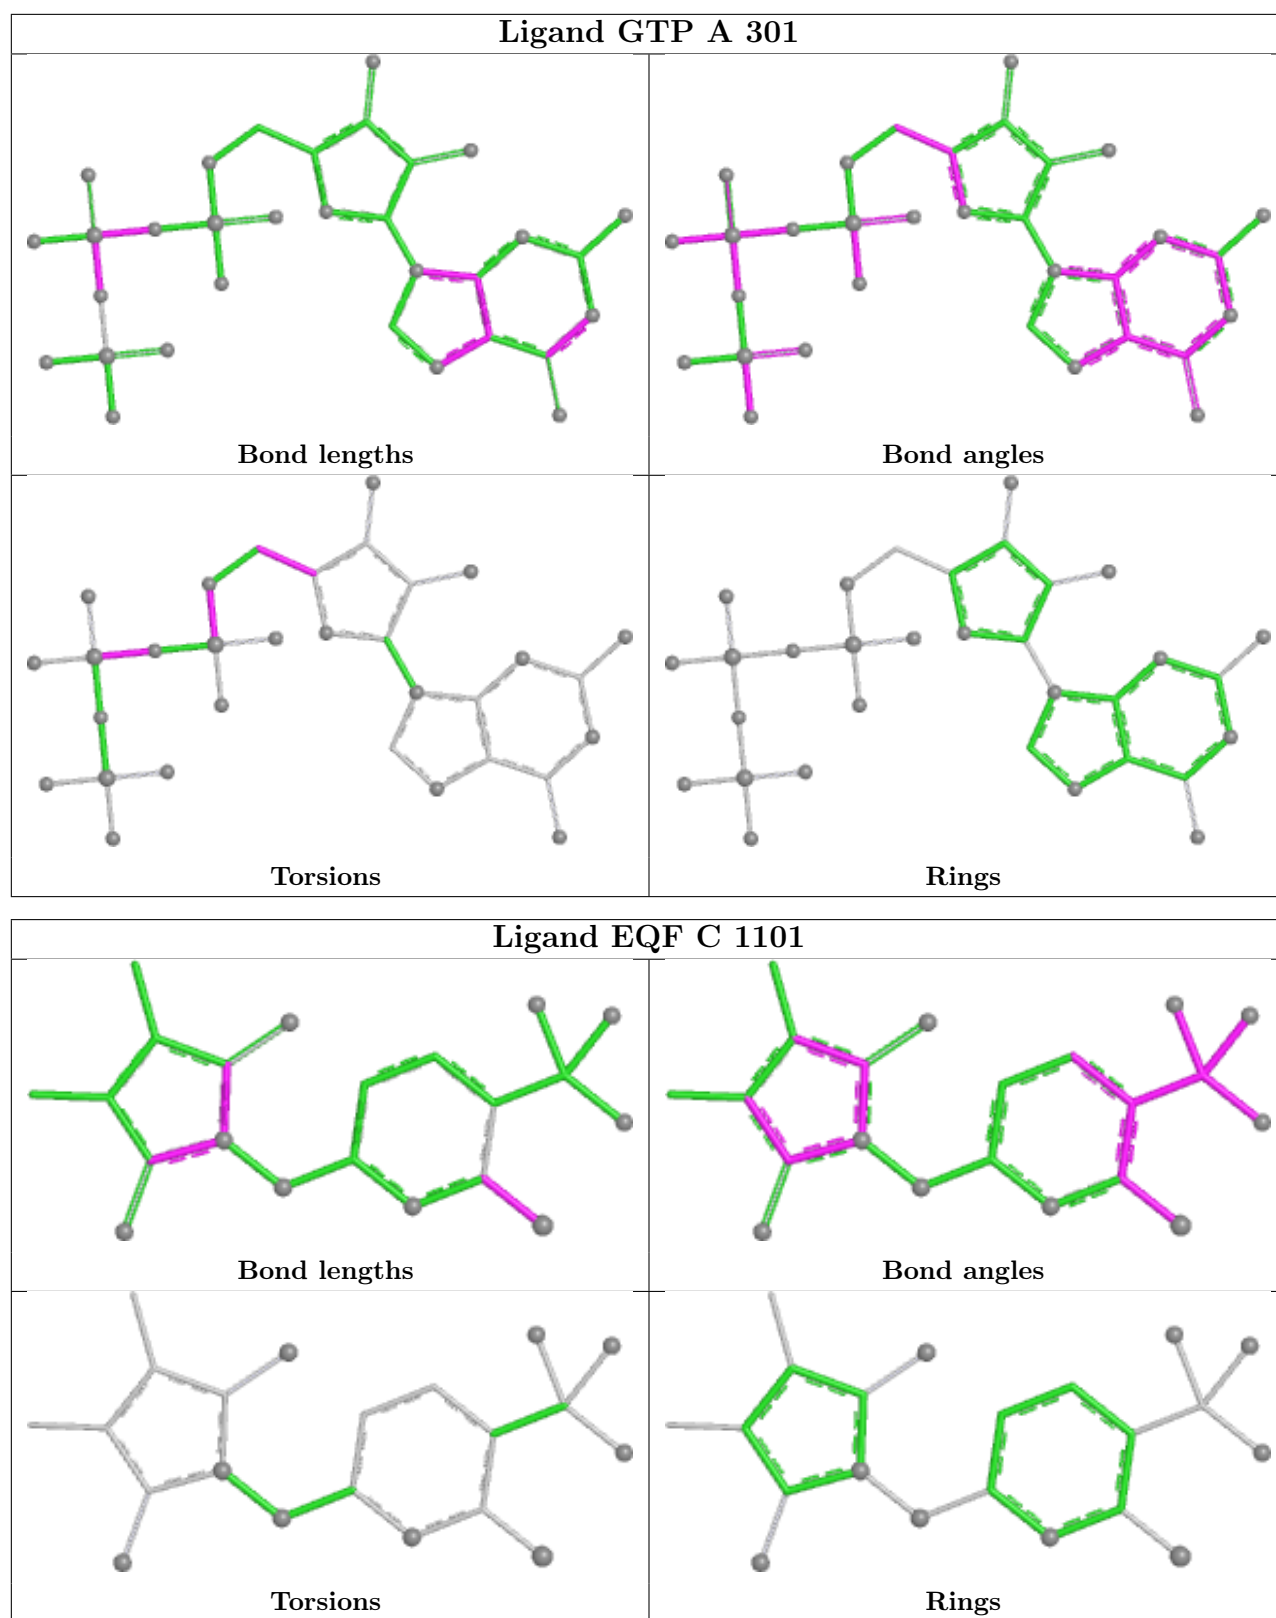 Ligand GTP A 301
Bond lengths
Bond angles
Torsions
Rings
Ligand EQF C 1101
Bond lengths
Bond angles
Torsions
Rings